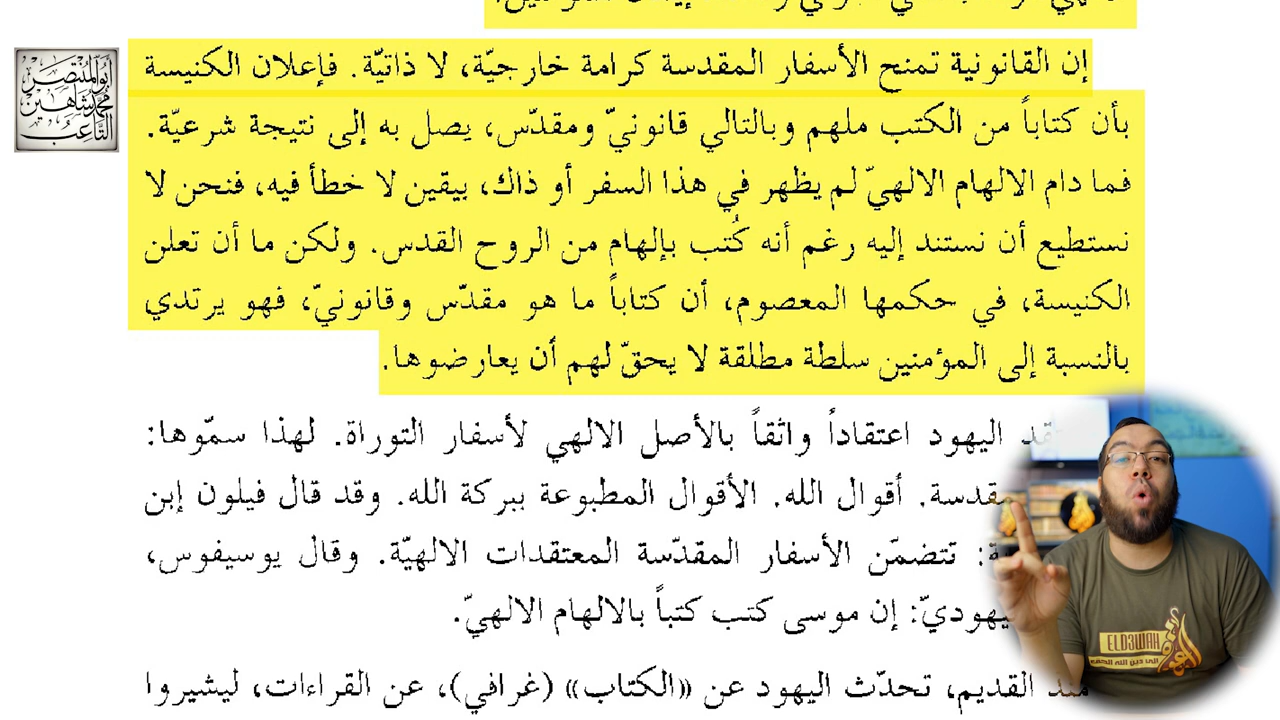 إن القانونية تمنح الأسفار المقدسة كرامة خارجيّة، لا ذاتيّة. فإعلان الكنيسة
بأن كتاباً من الكتب ملهم وبالتالي قانونيّ ومقدّس، يصل به إلى نتيجة شرعيّة.
فما دام الالهام الالهيّ لم يظهر في هذا السفر أو ذاك، بيقين لا خطأ فيه، فنحن لا
نستطيع أن نستند إليه رغم أنه كُتب بإلهام من الروح القدس. ولكن ما أن تعلن
الكنيسة، في حكمها المعصوم، أن كتاباً ما هو مقدّس وقانونيّ، فهو يرتدي
بالنسبة إلى المؤمنين سلطة مطلقة لا يحقّ لهم أن يعارضوها.
اليهود اعتقاداً واثقاً بالأصل الالهي لأسفار التوراة. لهذا سمّوها:
أقوال الله. الأقوال المطبوعة ببركة الله. وقد قال فيلون إبن
تتضمّن الأسفار المقدّسة المعتقدات الالهيّة. وقال يوسيفوس،
إن موسى كتب كتباً بالالهام الالهيّ.
القديم، تحدّث اليهود عن «الكتاب» (غرافي)، عن القراءات، ليشيروا
أبو المنتصر
محمد شاهين
التاعب
ELD3WAH